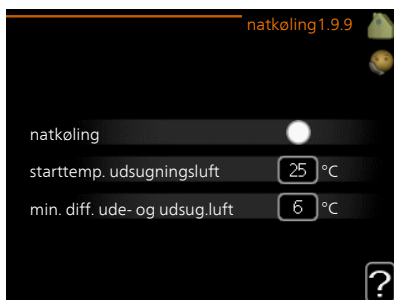 natkøling1.9.9
natkøling
starttemp. udsugningsluft 25 °C
min. diff. ude- og udsug.luft 6 °C
?